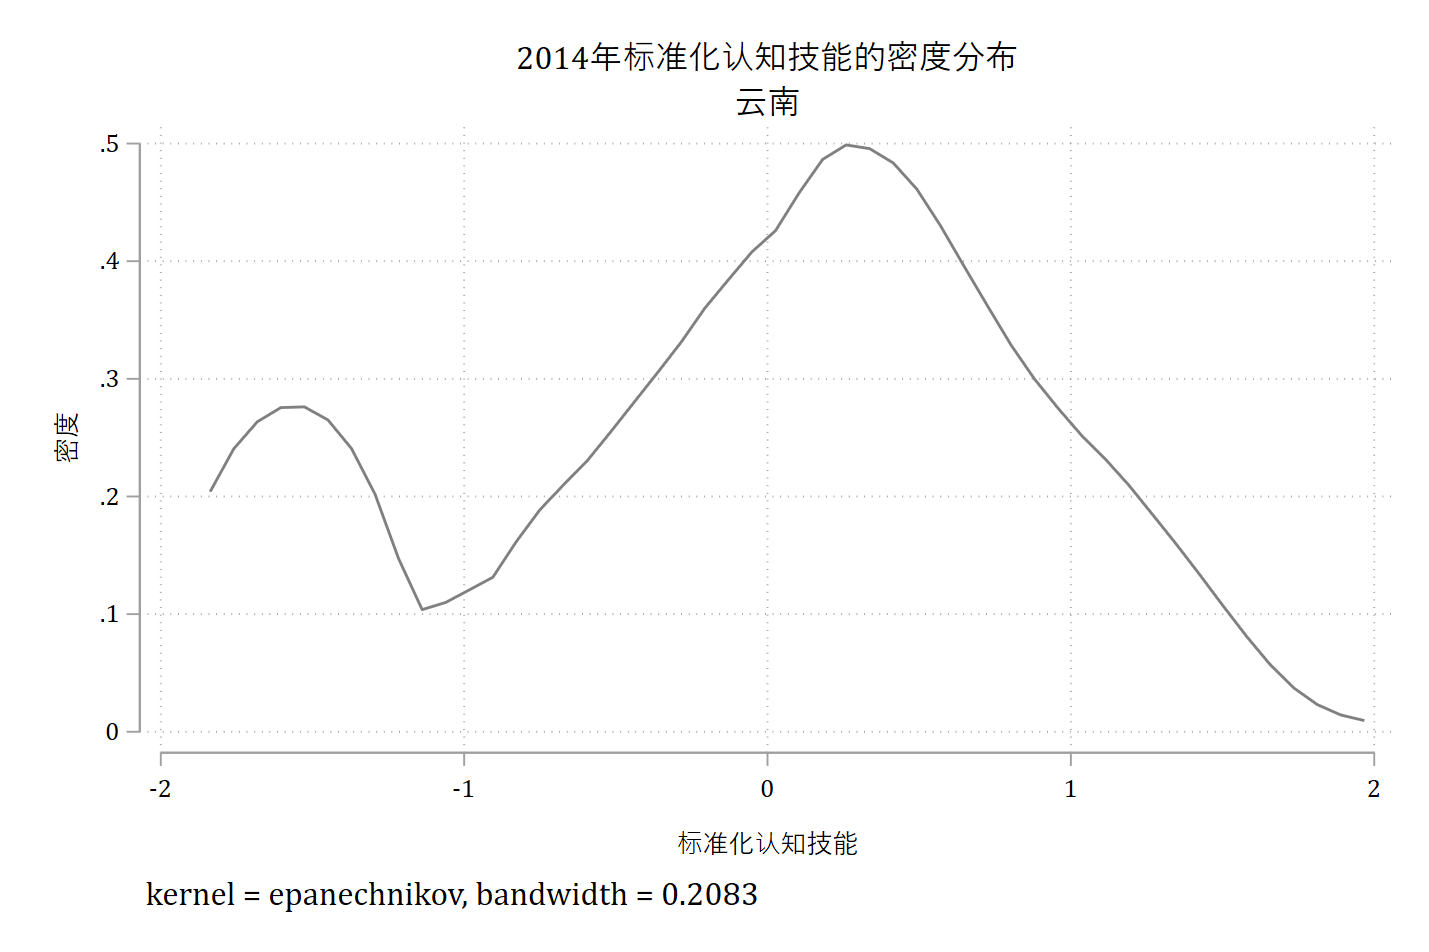 2014年标准化认知技能的密度分布
云南
.5
.4
.3
.2
.1
0
密度
-2
-1
0
1
2
标准化认知技能
kernel = epanechnikov, bandwidth = 0.2083